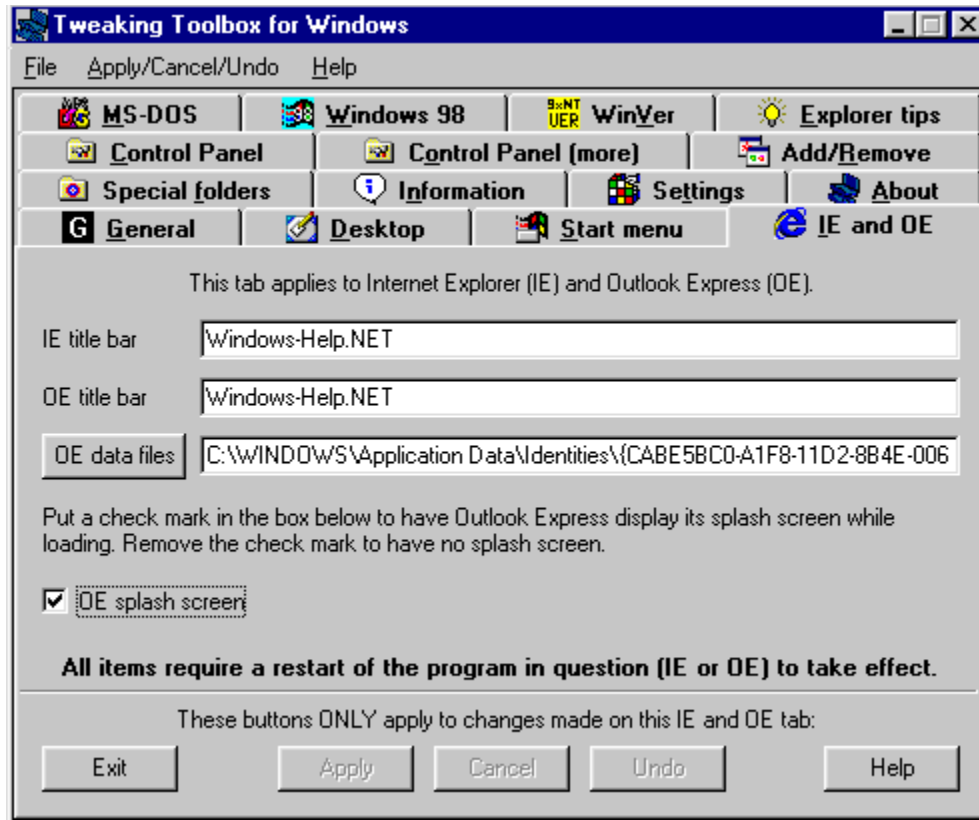 Tweaking Toolbox for Windows
File Apply/Cancel/Undo Help
MS-DOS Windows 98 9xNT VER WinVer Explorer tips
Control Panel Control Panel (more) Add/Remove
Special folders Information Settings About
G General Desktop Start menu IE and OE
This tab applies to Internet Explorer (IE) and Outlook Express (OE).
IE title bar Windows-Help.NET
OE title bar Windows-Help.NET
OE data files C:\WINDOWS\Application Data\Identities\{CABE5BC0-A1F8-11D2-8B4E-006
Put a check mark in the box below to have Outlook Express display its splash screen while
loading. Remove the check mark to have no splash screen.
OE splash screen
All items require a restart of the program in question (IE or OE) to take effect.
These buttons ONLY apply to changes made on this IE and OE tab:
Exit Apply Cancel Undo Help